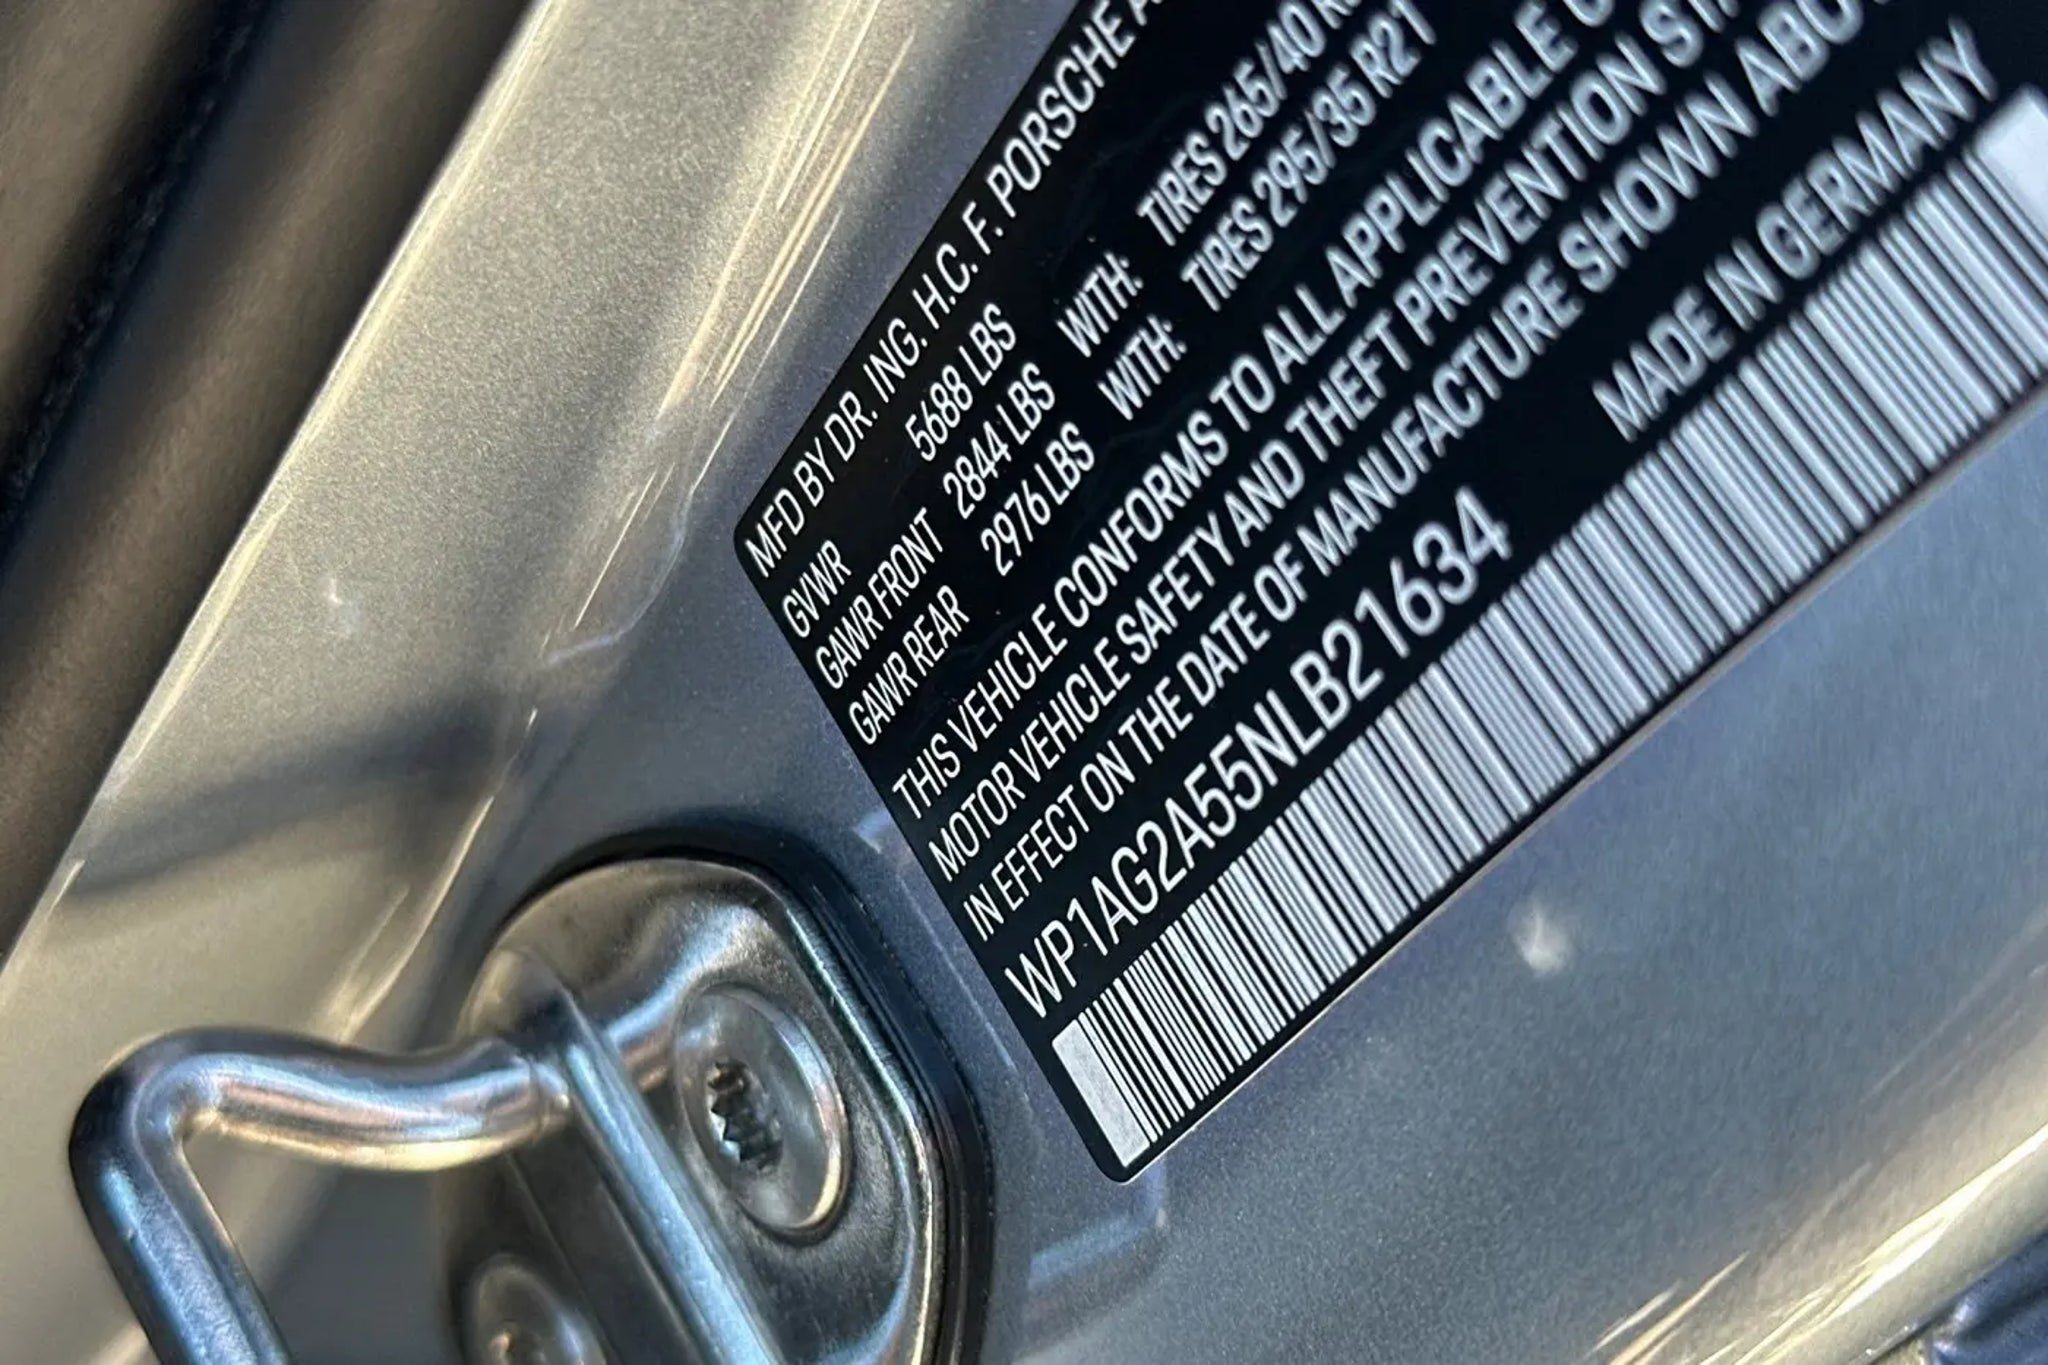 MFD BY DR. ING. H.C. F. PORSCHE A
GVWR 5688 LBS
GAWR FRONT 2844 LBS WITH: TIRES 265/40
GAWR REAR 2976 LBS WITH: TIRES 295/35 R21
THIS VEHICLE CONFORMS TO ALL APPLICABLE
MOTOR VEHICLE SAFETY AND THEFT PREVENTION
IN EFFECT ON THE DATE OF MANUFACTURE SHOWN ABO
MADE IN GERMANY
WP1AG2A55NLB21634